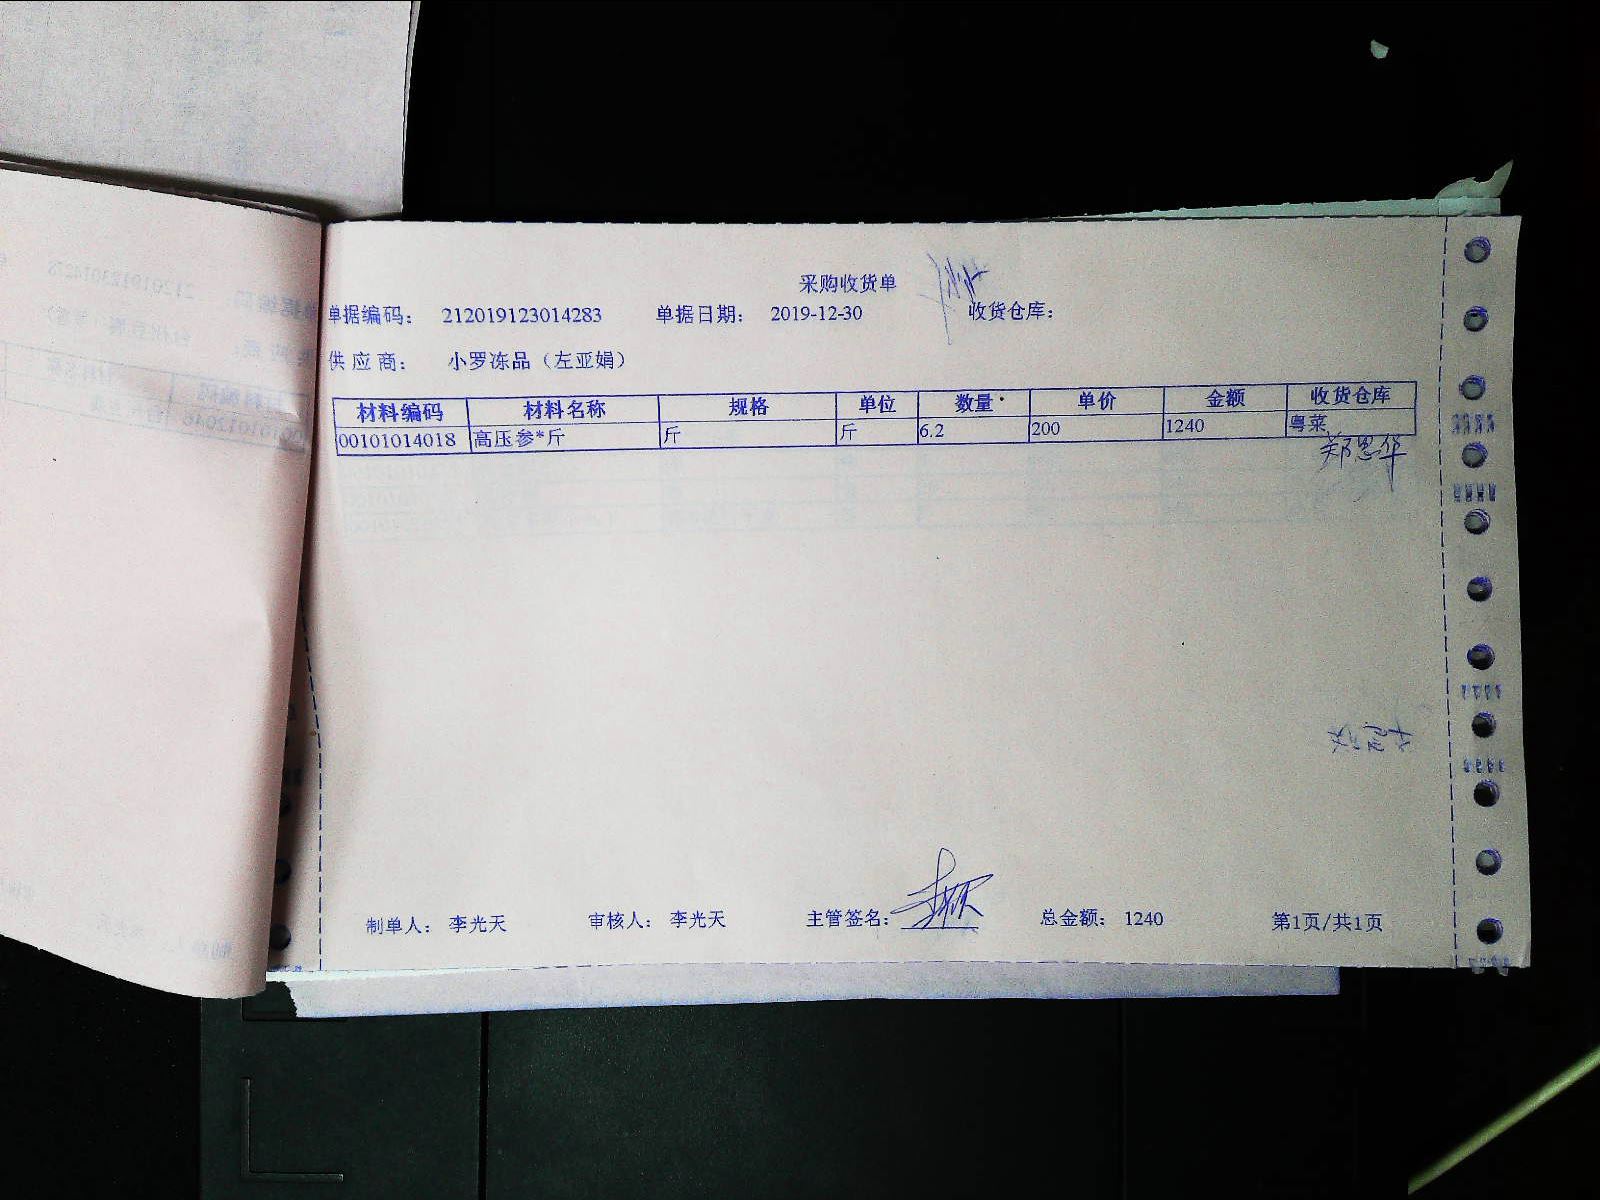 采购收货单
单据编码： 212019123014283 单据日期： 2019-12-30 收货仓库：
供应商： 小罗冻品（左亚娟）
材料编码 材料名称 规格 单位 数量 单价 金额 收货仓库
00101014018 高压参*斤 斤 斤 6.2 200 1240 粤菜
郑思华
制单人： 李光天 审核人： 李光天 主管签名： 总金额： 1240 第1页/共1页